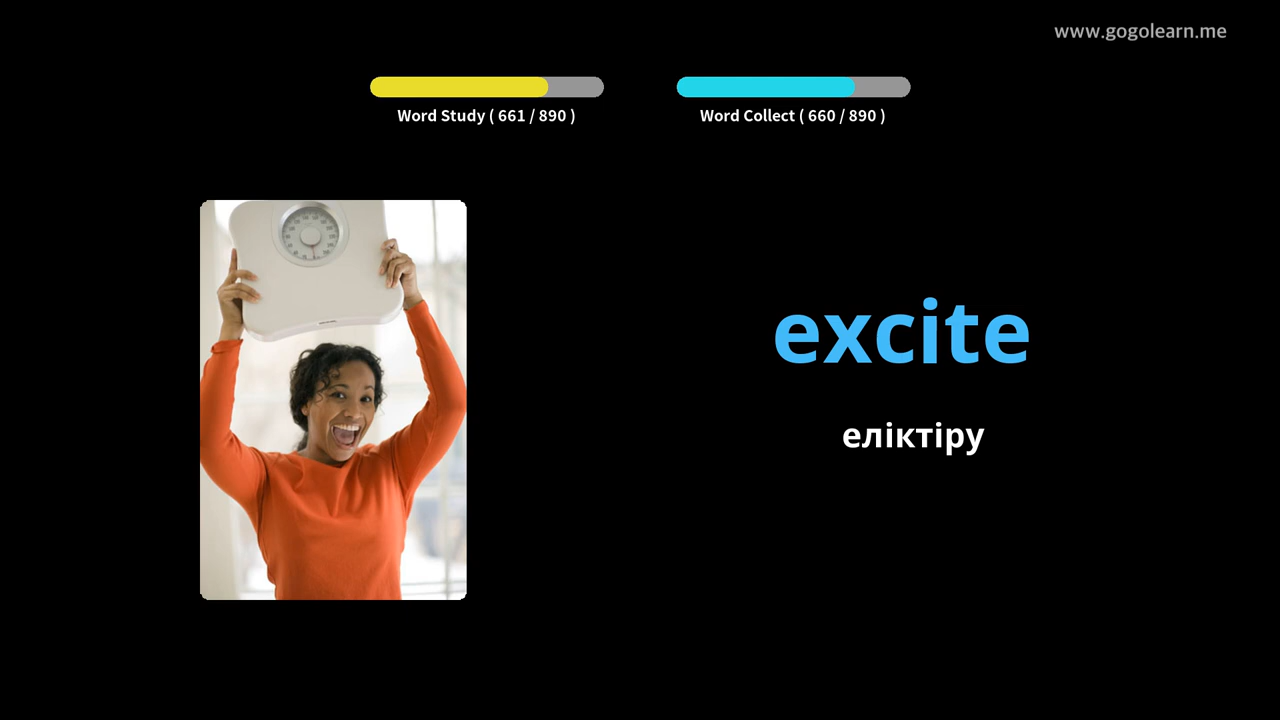 www.gogolearn.me
Word Study ( 661 / 890 )
Word Collect ( 660 / 890 )
excite
еліктіру